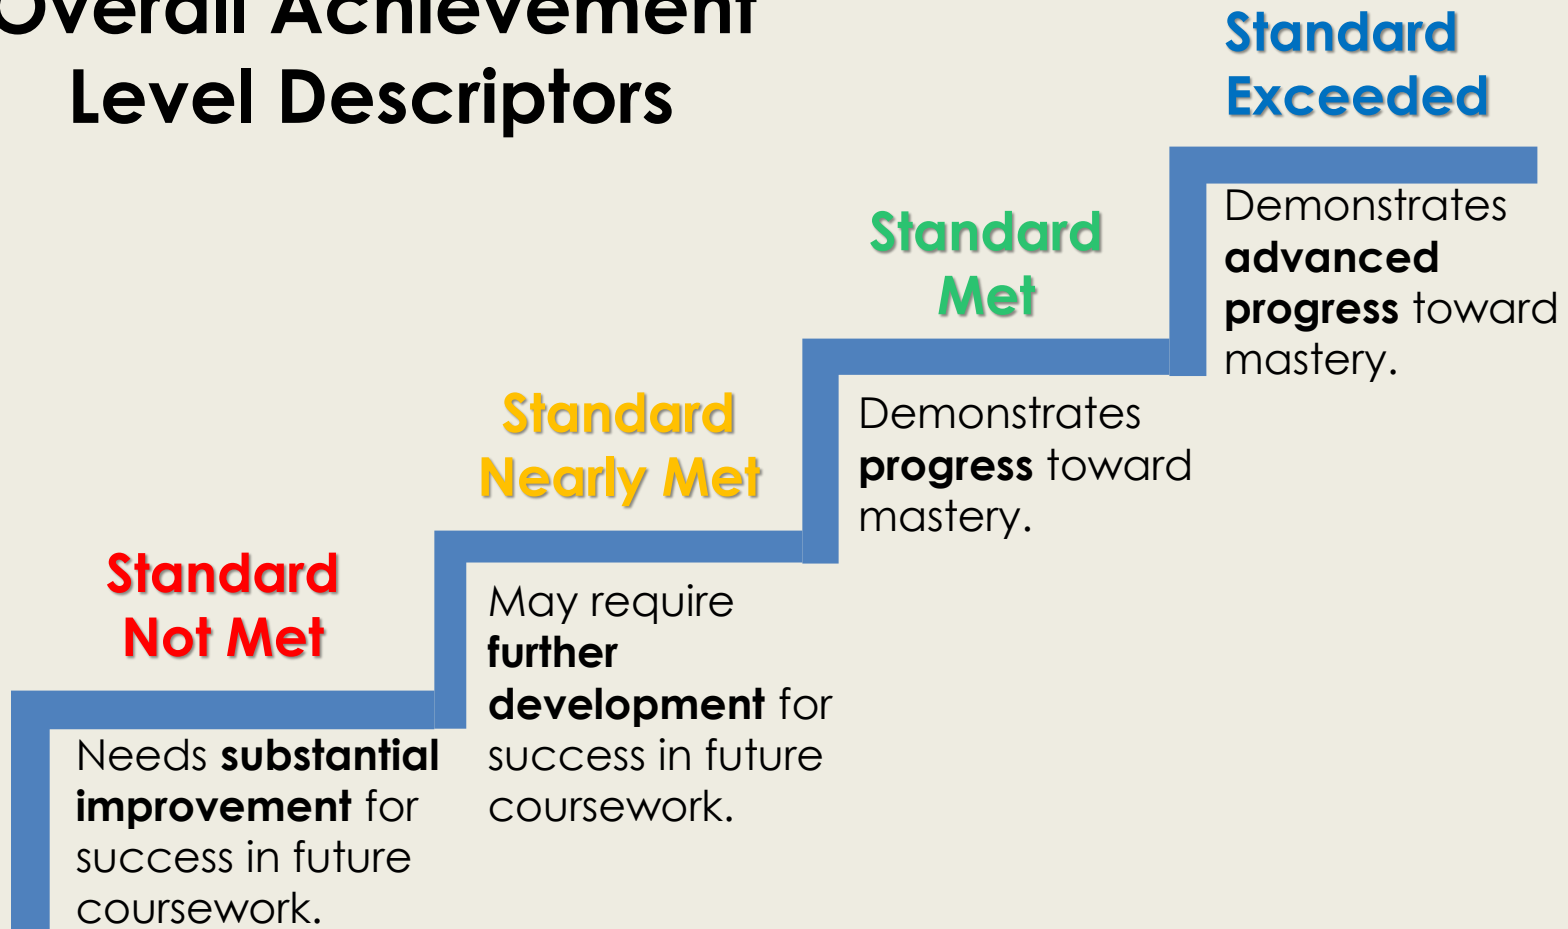 Overall Achievement
Level Descriptors
Standard
Exceeded
Demonstrates
advanced
progress toward
mastery.
Standard
Met
Demonstrates
progress toward
mastery.
Standard
Nearly Met
May require
further
development for
success in future
coursework.
Standard
Not Met
Needs substantial
improvement for
success in future
coursework.